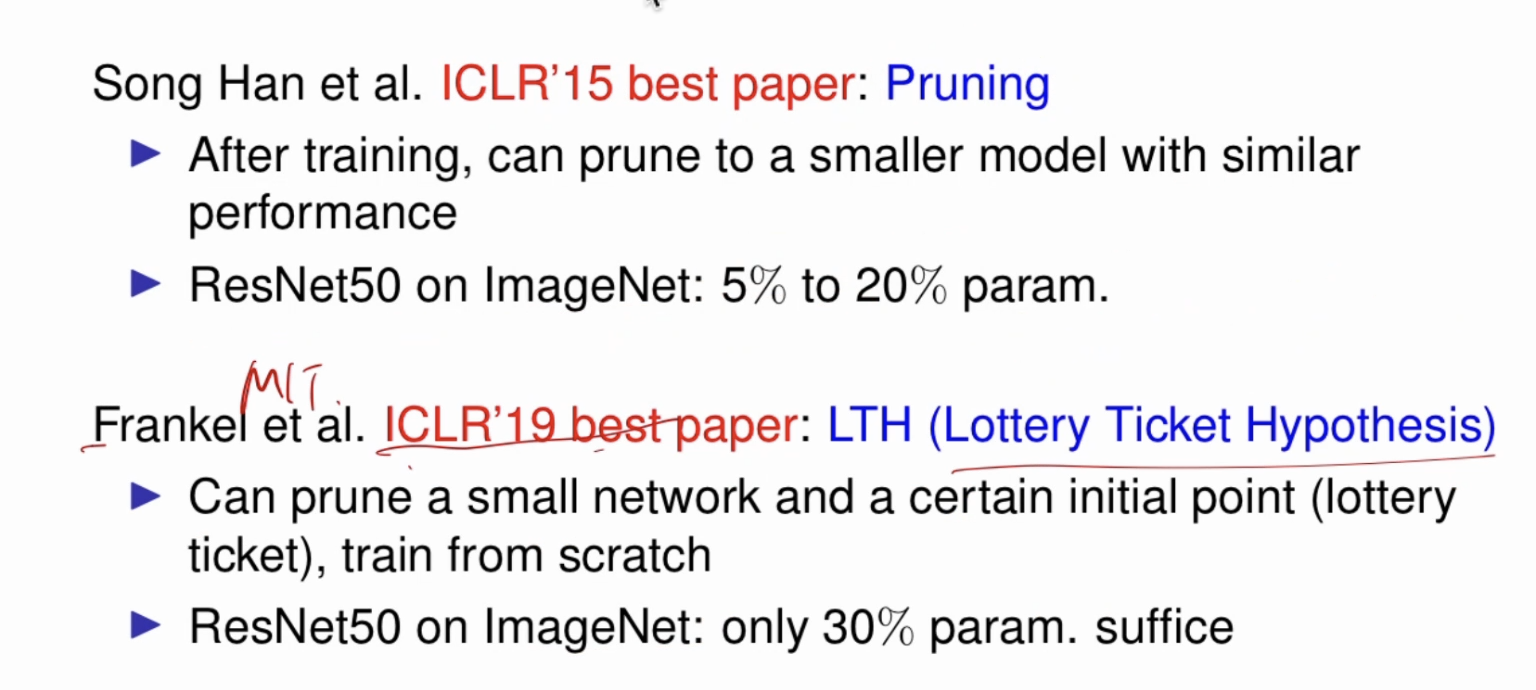 Song Han et al. ICLR'15 best paper: Pruning
► After training, can prune to a smaller model with similar
performance
► ResNet50 on ImageNet: 5% to 20% param.
MIT
Frankel et al. ICLR'19 best paper: LTH (Lottery Ticket Hypothesis)
► Can prune a small network and a certain initial point (lottery
ticket), train from scratch
► ResNet50 on ImageNet: only 30% param. suffice